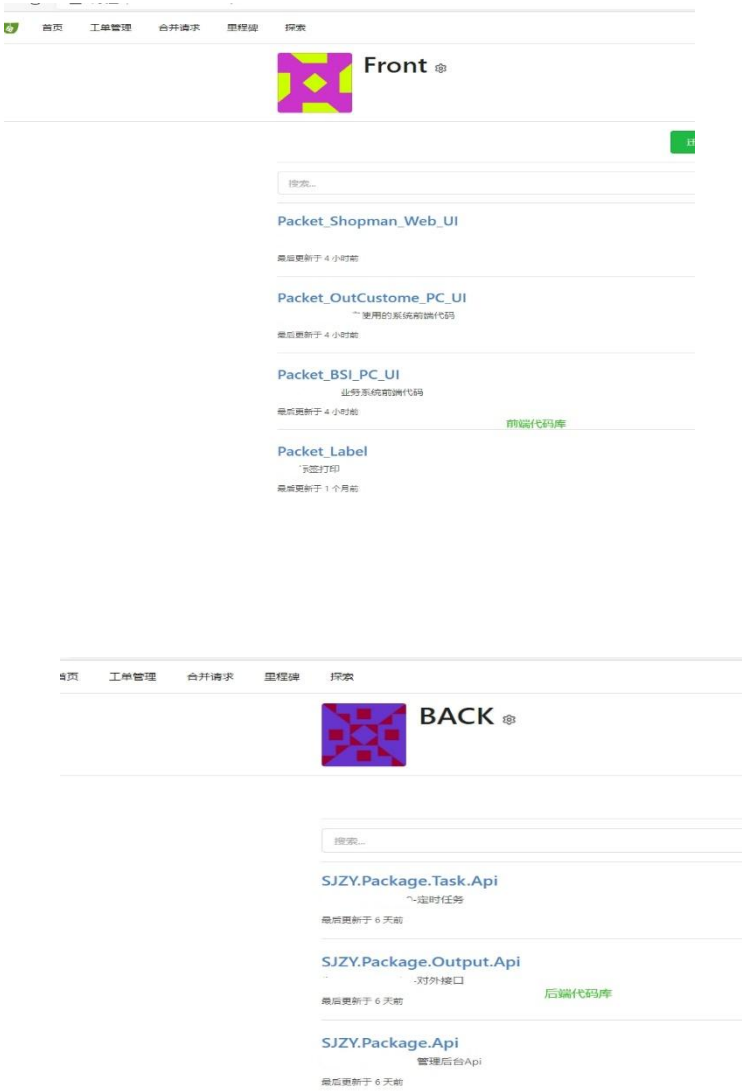 首页 工单管理 合并请求 里程碑 探索
Front
搜索...
Packet_Shopman_Web_UI
最后更新于 4 小时前
Packet_OutCustome_PC_UI
使用的系统前端代码
最后更新于 4 小时前
Packet_BSI_PC_UI
业务系统前端代码
最后更新于 4 小时前
前端代码库
Packet_Label
签打印
最后更新于 1 个月前
首页 工单管理 合并请求 里程碑 探索
BACK
搜索...
SJZY.Package.Task.Api
-定时任务
最后更新于 6 天前
SJZY.Package.Output.Api
-对外接口
最后更新于 6 天前
后端代码库
SJZY.Package.Api
管理后台Api
最后更新于 6 天前